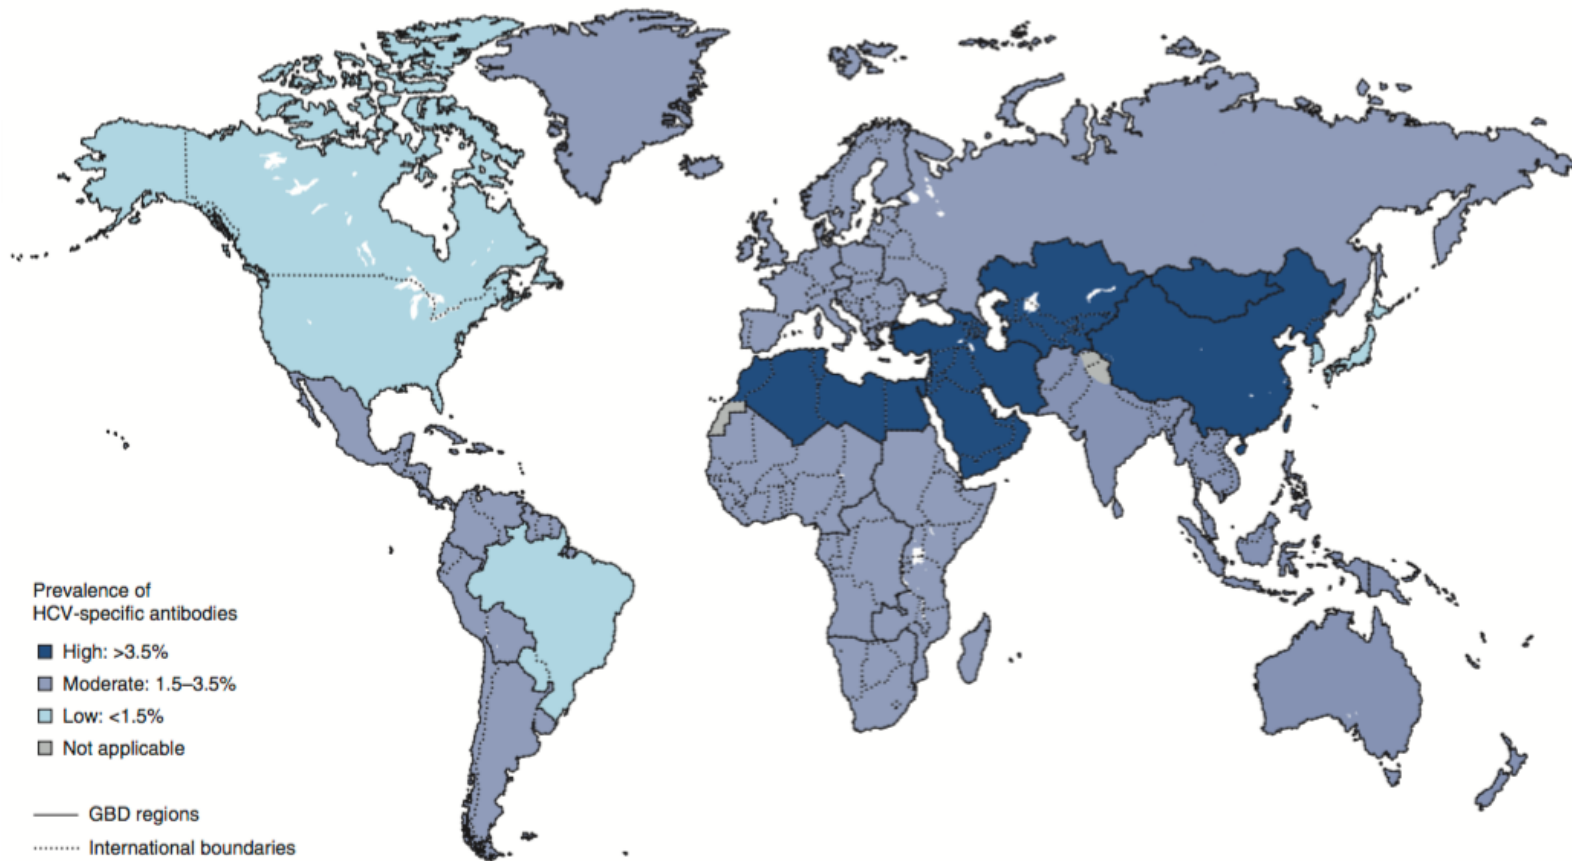 Prevalence of
HCV-specific antibodies
High: >3.5%
Moderate: 1.5–3.5%
Low: <1.5%
Not applicable
GBD regions
International boundaries